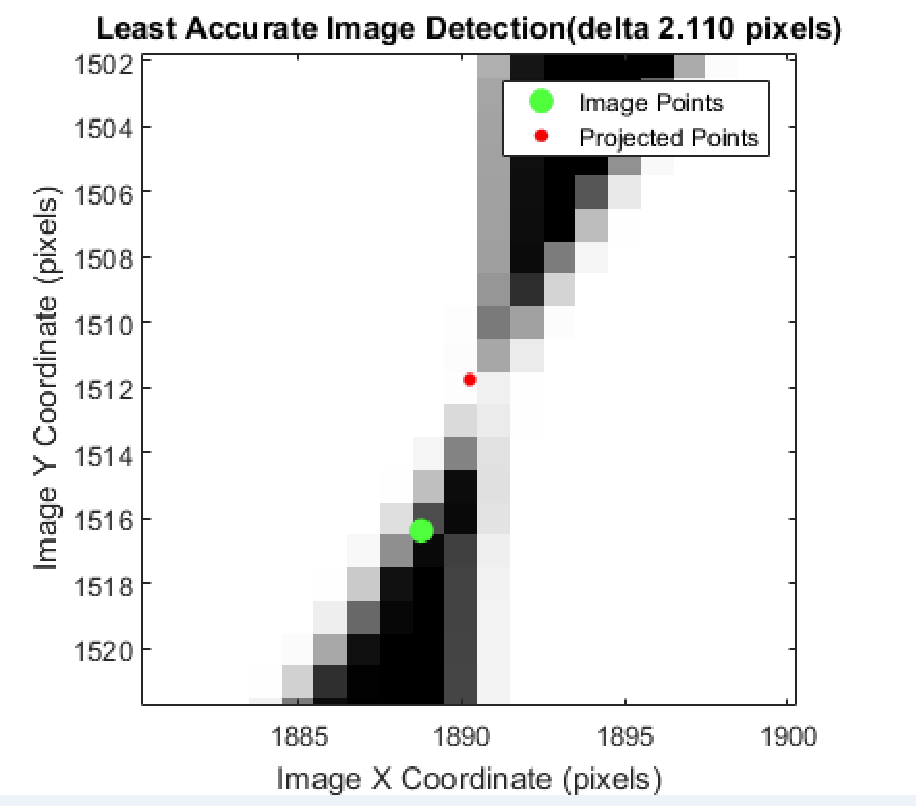 Least Accurate Image Detection(delta 2.110 pixels)
1502
1504
1506
1508
1510
1512
1514
1516
1518
1520
Image Y Coordinate (pixels)
Image Points
Projected Points
1885 1890 1895 1900
Image X Coordinate (pixels)